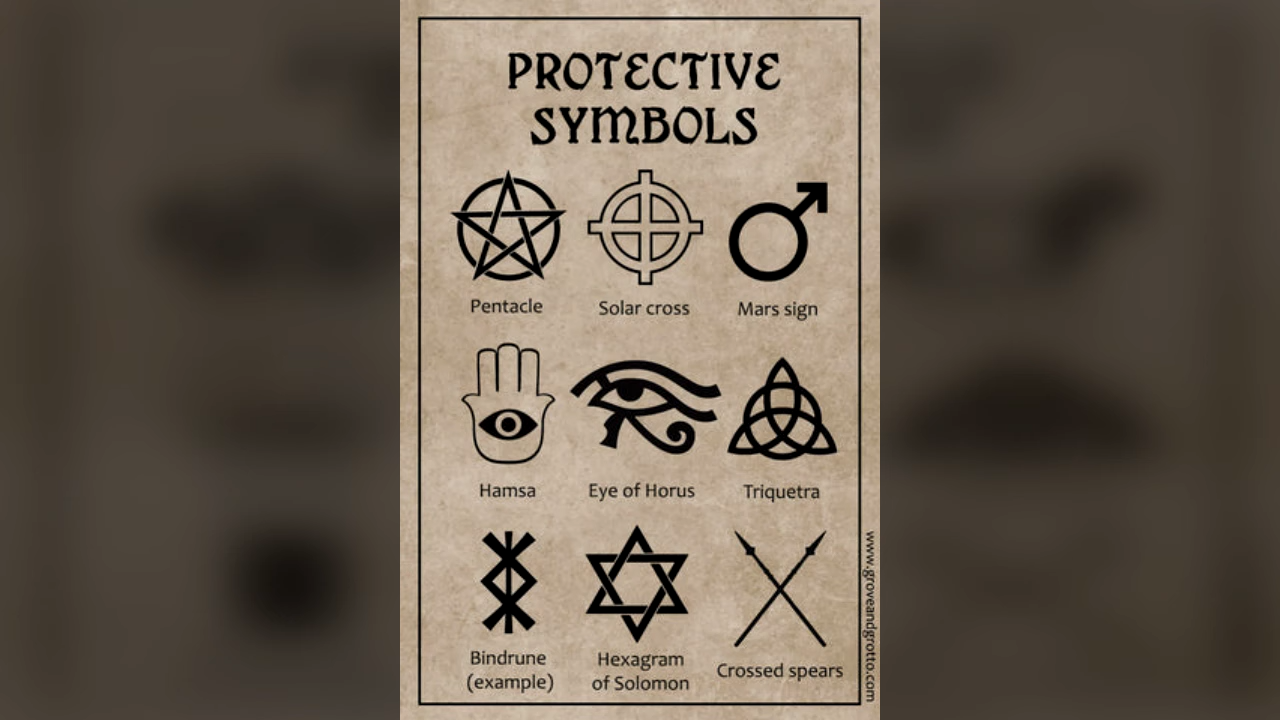 PROTECTIVE
SYMBOLS
Pentacle
Solar cross
Mars sign
Hamsa
Eye of Horus
Triquetra
Bindrune
(example)
Hexagram
of Solomon
Crossed spears
www.groveandgrotto.com